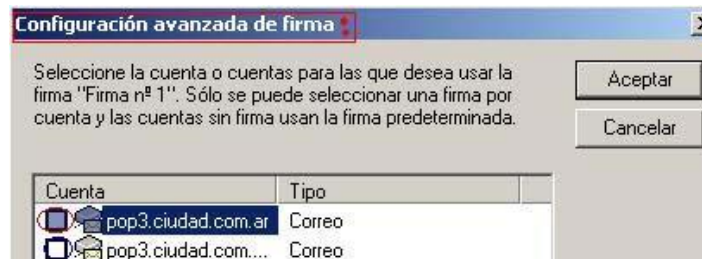 Configuración avanzada de firma
Seleccione la cuenta o cuentas para las que desea usar la
firma "Firma nº 1". Sólo se puede seleccionar una firma por
cuenta y las cuentas sin firma usan la firma predeterminada.
Aceptar
Cancelar
Cuenta Tipo
pop3.ciudad.com.ar Correo
pop3.ciudad.com.... Correo